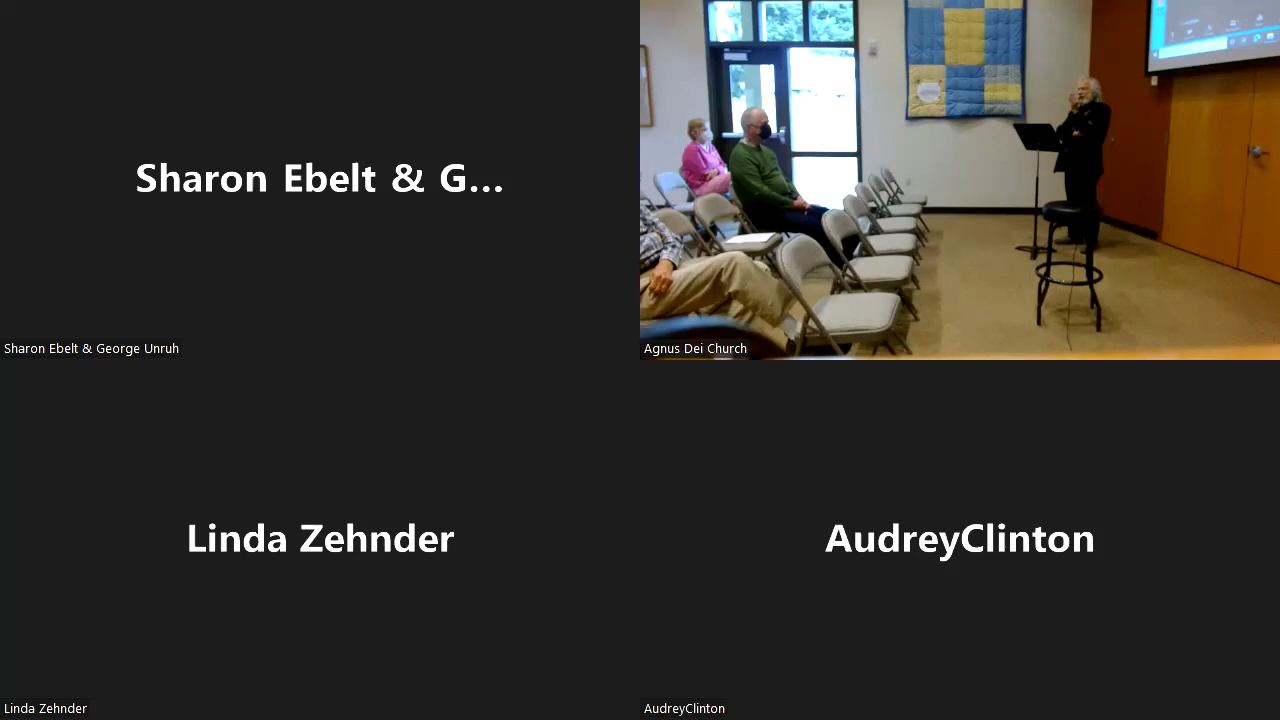 Sharon Ebelt & G...
Sharon Ebelt & George Unruh
Agnus Dei Church
Linda Zehnder
Linda Zehnder
AudreyClinton
AudreyClinton